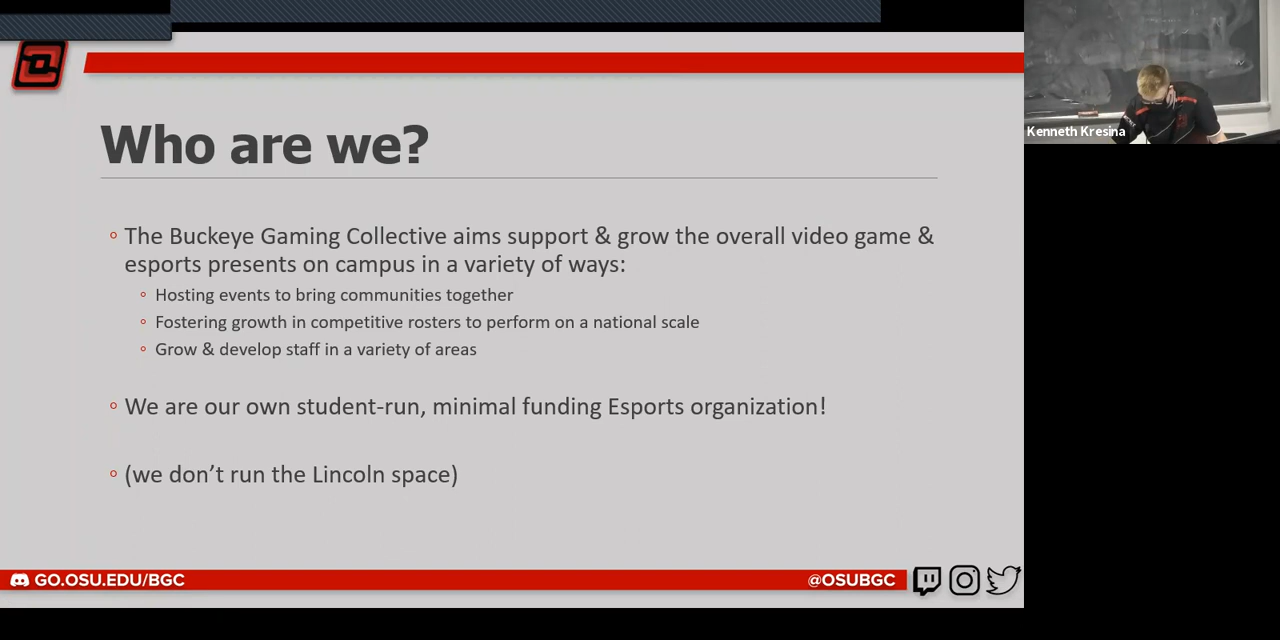 Who are we?
The Buckeye Gaming Collective aims support & grow the overall video game &
esports presents on campus in a variety of ways:
Hosting events to bring communities together
Fostering growth in competitive rosters to perform on a national scale
Grow & develop staff in a variety of areas
We are our own student-run, minimal funding Esports organization!
(we don’t run the Lincoln space)
GO.OSU.EDU/BGC
@OSUBGC
Kenneth Kresina